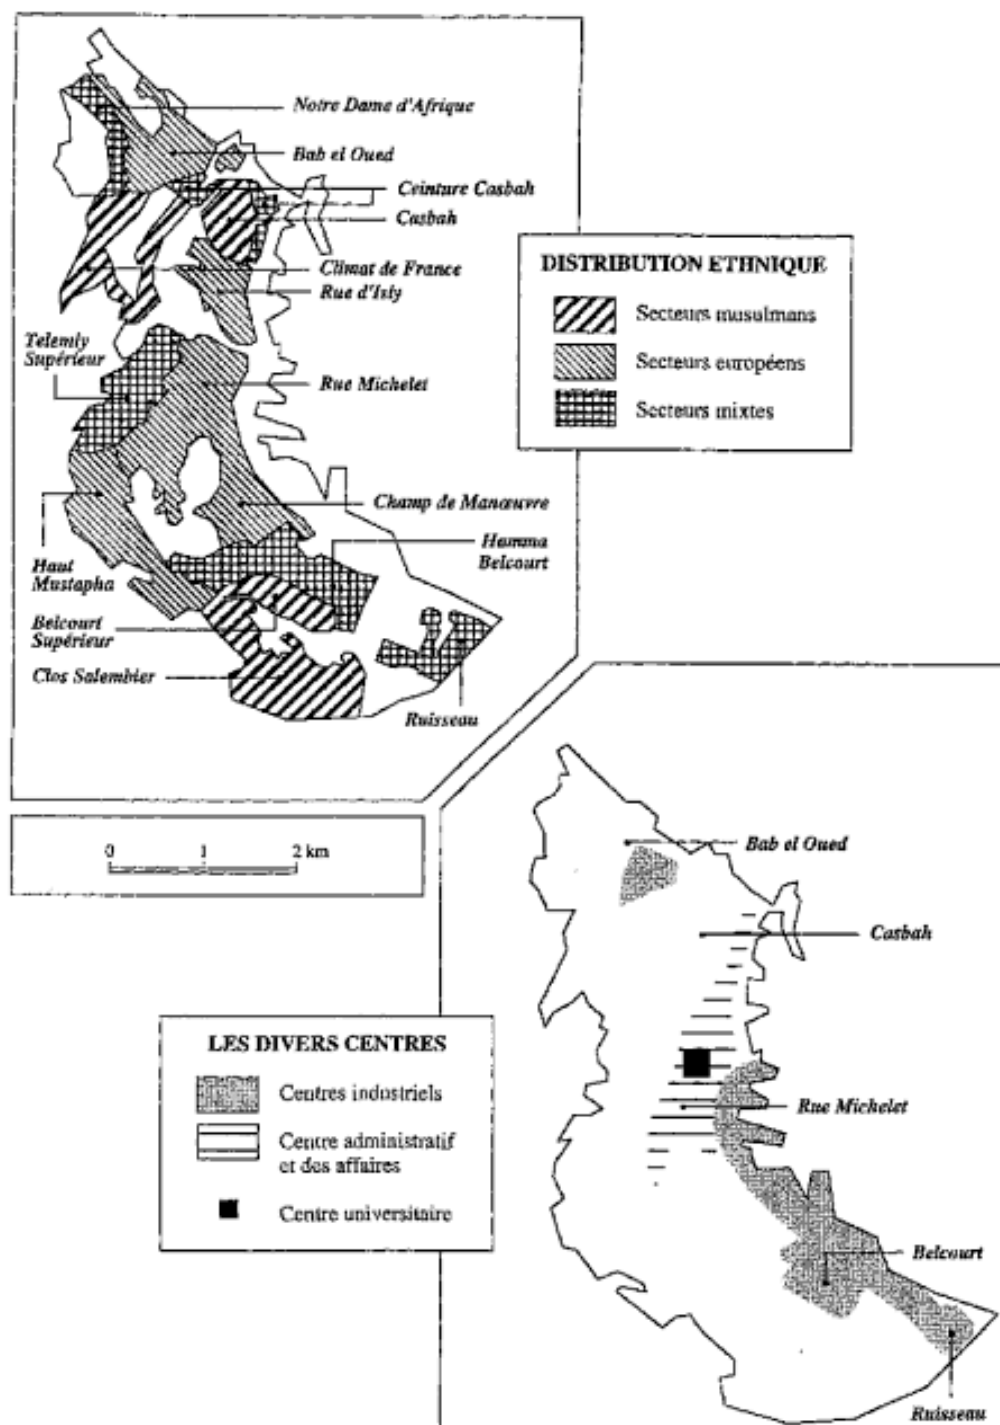 Notre Dame d'Afrique
Bab el Oued
Ceinture Casbah
Casbah
Climat de France
Rue d'Isly
Telemly
Supérieur
Rue Michelet
Champ de Manœuvre
Hamma
Belcourt
Haut
Mustapha
Belcourt
Supérieur
Clos Salembier
Ruisseau
DISTRIBUTION ETHNIQUE
Secteurs musulmans
Secteurs européens
Secteurs mixtes
0 1 2 km
LES DIVERS CENTRES
Centres industriels
Centre administratif
et des affaires
Centre universitaire
Bab el Oued
Casbah
Rue Michelet
Belcourt
Ruisseau